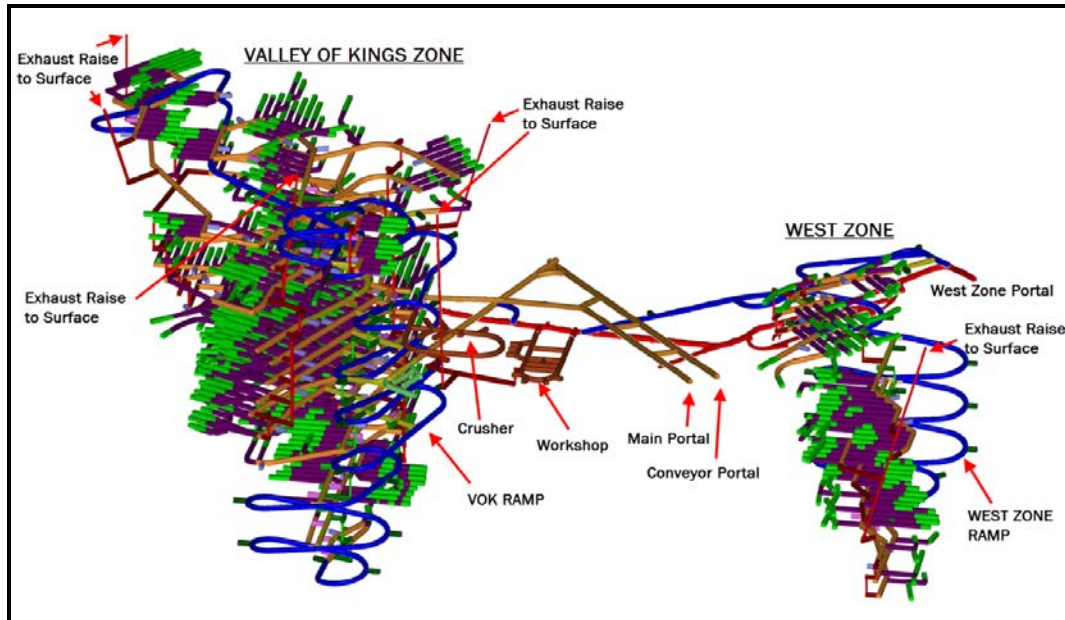 Exhaust Raise
to Surface
VALLEY OF KINGS ZONE
Exhaust Raise
to Surface
WEST ZONE
West Zone Portal
Exhaust Raise
to Surface
Exhaust Raise
to Surface
Crusher
Workshop
Main Portal
Conveyor Portal
VOK RAMP
WEST ZONE
RAMP